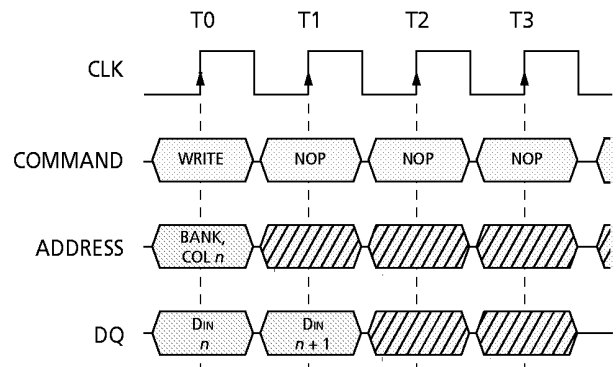 T0 T1 T2 T3
CLK
COMMAND WRITE NOP NOP NOP
ADDRESS BANK,
COL n
DQ DIN DIN
n n + 1